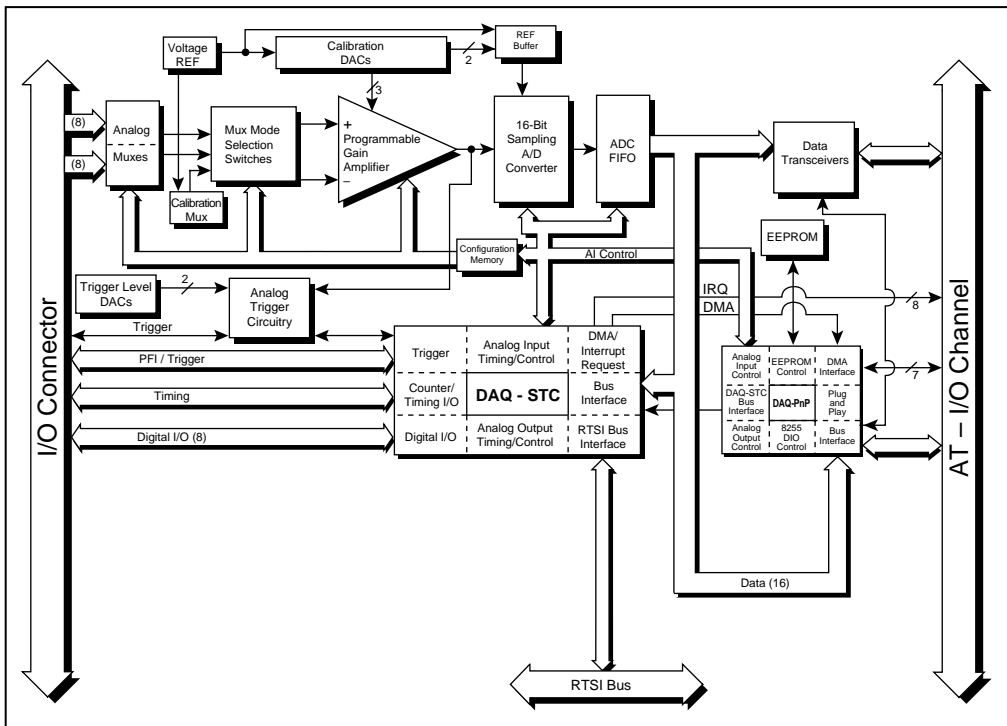 Voltage
REF
Calibration
DACs
2
REF
Buffer
3
(8)
(8)
Analog
Muxes
Mux Mode
Selection
Switches
+
Programmable
Gain
Amplifier
–
16-Bit
Sampling
A/D
Converter
ADC
FIFO
Data
Transceivers
Calibration
Mux
EEPROM
Configuration
Memory
AI Control
Trigger Level
DACs
2
Analog
Trigger
Circuitry
IRQ
DMA
8
Trigger
PFI / Trigger
Timing
Digital I/O (8)
Trigger
Analog Input
Timing/Control
DMA/
Interrupt
Request
Counter/
Timing I/O
DAQ - STC
Bus
Interface
Digital I/O
Analog Output
Timing/Control
RTSI Bus
Interface
Analog
Input
Control
EEPROM
Control
DMA
Interface
DAQ-STC
Bus
Interface
DAQ-PnP
Plug
and
Play
Analog
Output
Control
8255
DIO
Control
Bus
Interface
7
Data (16)
RTSI Bus
I/O Connector
AT – I/O Channel